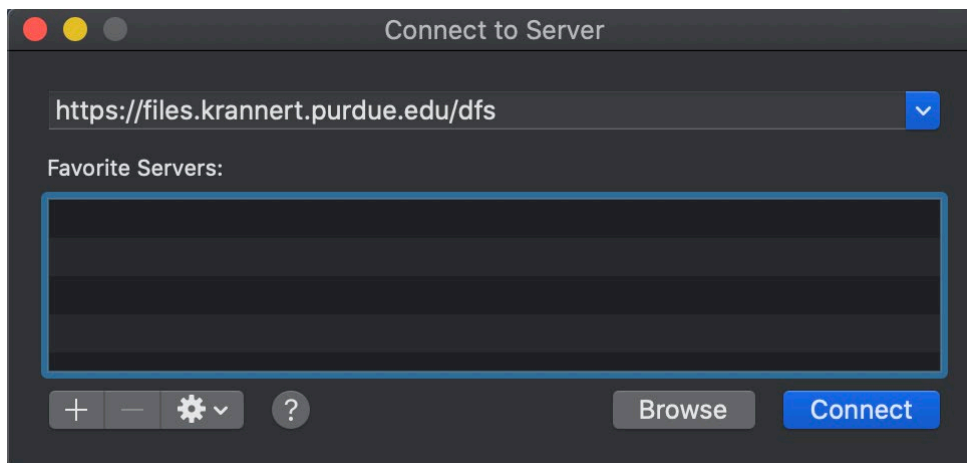 Connect to Server
https://files.krannert.purdue.edu/dfs
Favorite Servers:
+ − ? Browse Connect